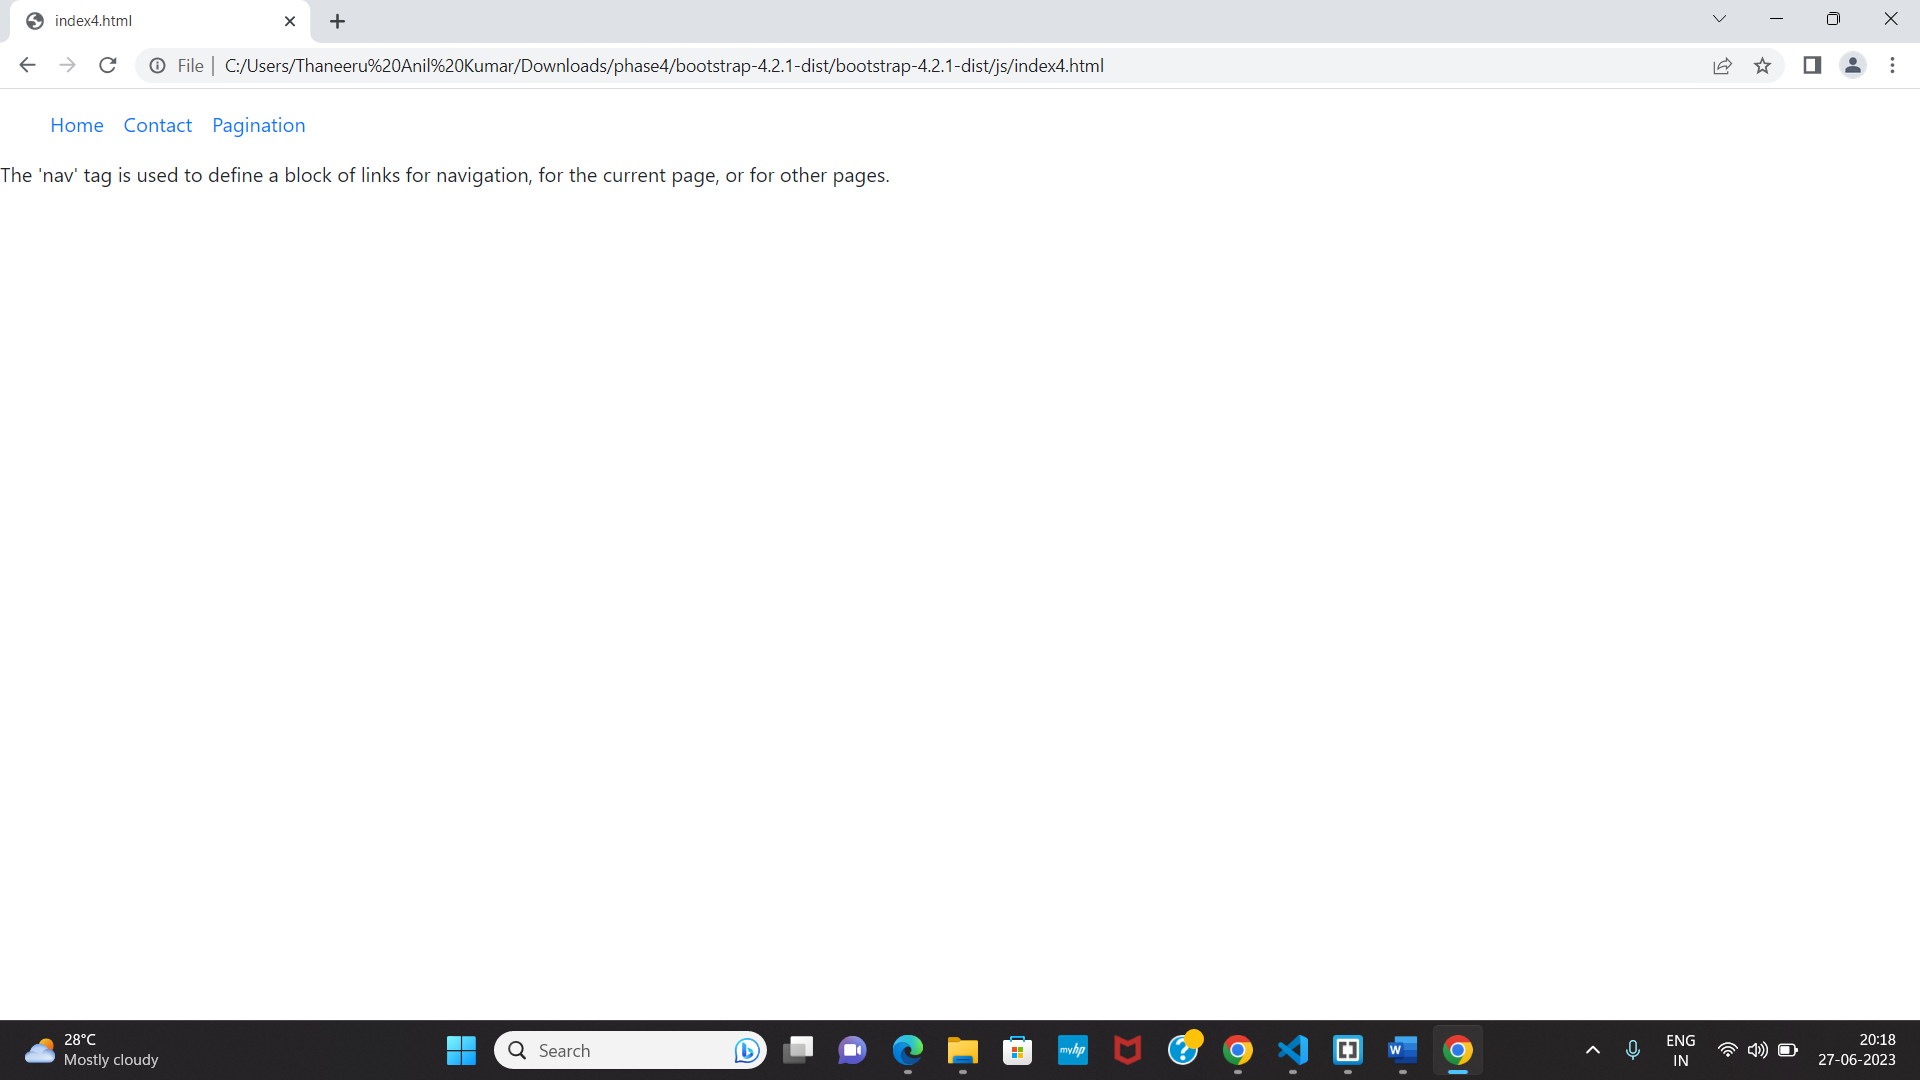 index4.html
File
C:/Users/Thaneeru%20Anil%20Kumar/Downloads/phase4/bootstrap-4.2.1-dist/bootstrap-4.2.1-dist/js/index4.html
Home Contact Pagination
The 'nav' tag is used to define a block of links for navigation, for the current page, or for other pages.
28°C
Mostly cloudy
Search
myhp
W
ENG
IN
20:18
27-06-2023